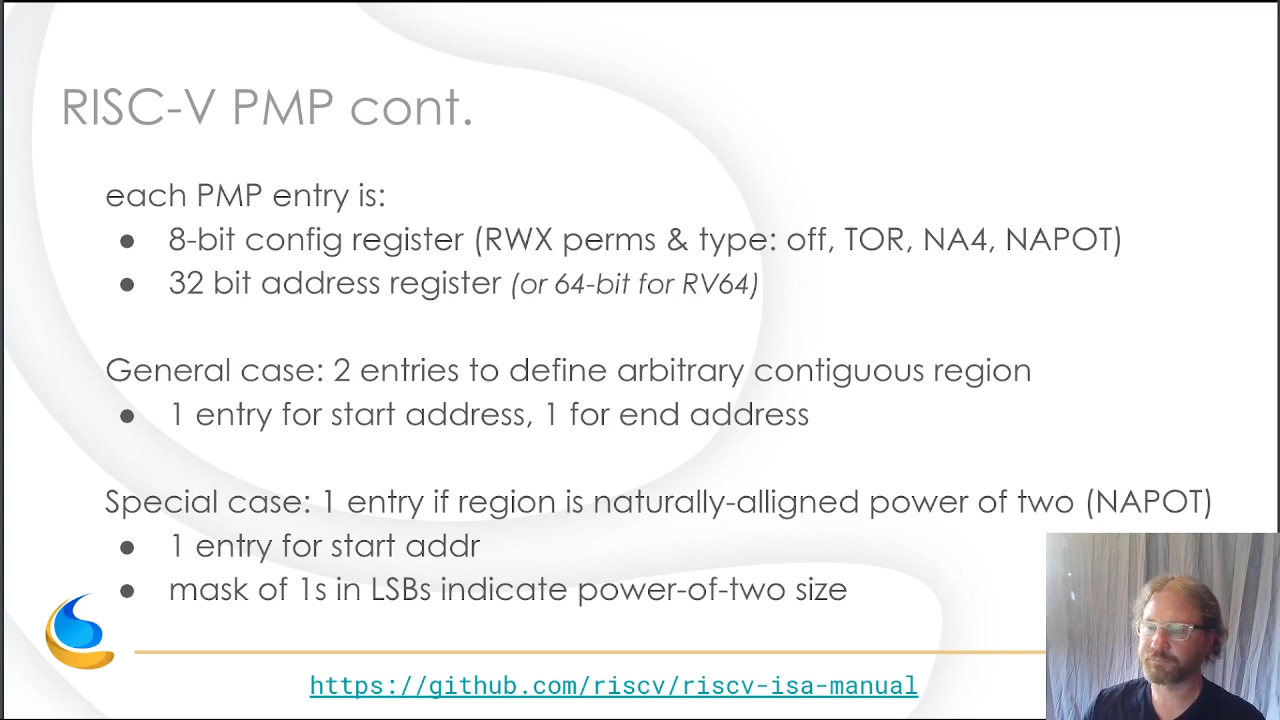 RISC-V PMP cont.
each PMP entry is:
● 8-bit config register (RWX perms & type: off, TOR, NA4, NAPOT)
● 32 bit address register (or 64-bit for RV64)
General case: 2 entries to define arbitrary contiguous region
● 1 entry for start address, 1 for end address
Special case: 1 entry if region is naturally-alligned power of two (NAPOT)
● 1 entry for start addr
● mask of 1s in LSBs indicate power-of-two size
https://github.com/riscv/riscv-isa-manual